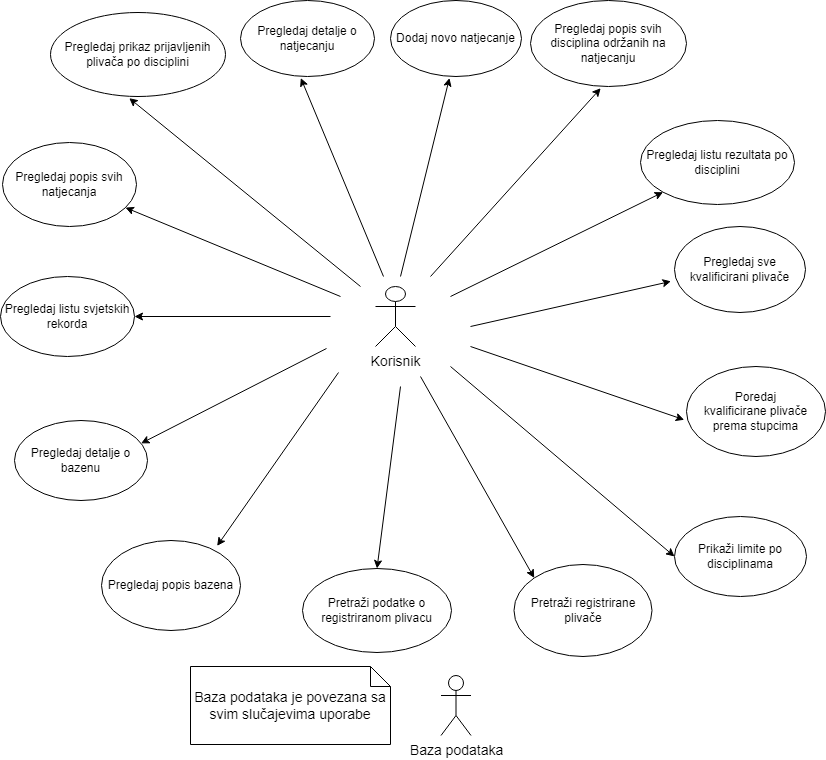 Pregledaj prikaz prijavljenih
plivača po disciplini
Pregledaj detalje o
natjecanju
Dodaj novo natjecanje
Pregledaj popis svih
disciplina održanih na
natjecanju
Pregledaj popis svih
natjecanja
Pregledaj listu rezultata po
disciplini
Pregledaj sve
kvalificirani plivače
Pregledaj listu svjetskih
rekorda
Korisnik
Poredaj
kvalificirane plivače
prema stupcima
Pregledaj detalje o
bazenu
Prikaži limite po
disciplinama
Pregledaj popis bazena
Pretraži podatke o
registriranom plivacu
Pretraži registrirane
plivače
Baza podataka je povezana sa
svim slučajevima uporabe
Baza podataka